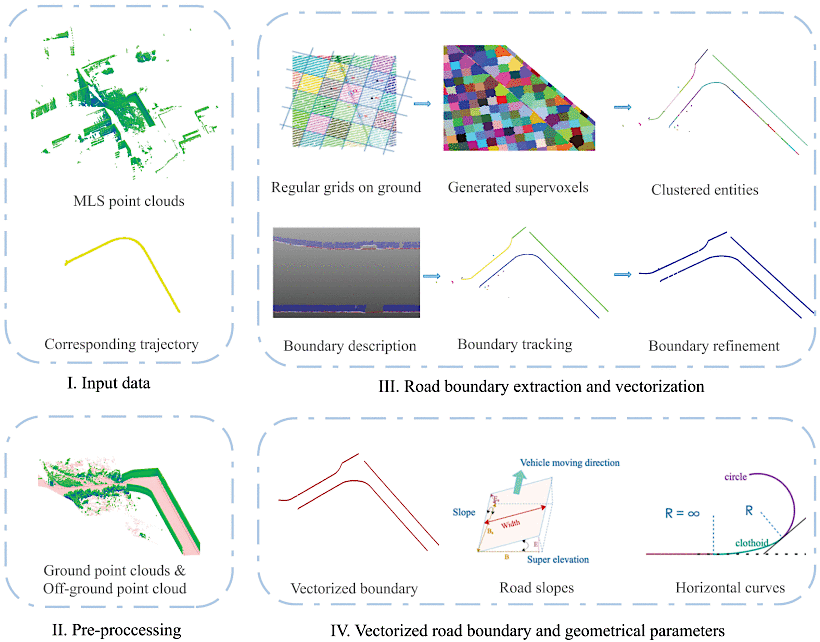 MLS point clouds
Corresponding trajectory
I. Input data
Regular grids on ground
Generated supervoxels
Clustered entities
Boundary description
Boundary tracking
Boundary refinement
III. Road boundary extraction and vectorization
Ground point clouds &
Off-ground point cloud
II. Pre-proccessing
Vectorized boundary
Vehicle moving direction
Slope
Width
Super elevation
B
E
Road slopes
circle
R = ∞
R
clothoid
Horizontal curves
IV. Vectorized road boundary and geometrical parameters